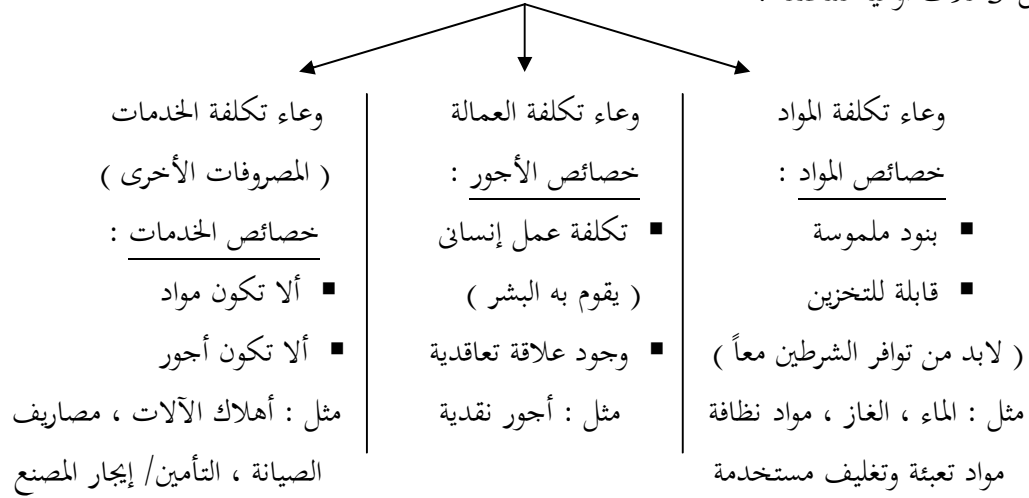 وعاء تكلفة المواد
خصائص المواد :
▪ بنود ملموسة
▪ قابلة للتخزين
( لابد من توافر الشرطين معاً )
مثل : الماء ، الغاز ، مواد نظافة
مواد تعبئة وتغليف مستخدمة
وعاء تكلفة العمالة
خصائص الأجور :
▪ تكلفة عمل إنسانى
( يقوم به البشر )
▪ وجود علاقة تعاقدية
مثل : أجور نقدية
وعاء تكلفة الخدمات
( المصروفات الأخرى )
خصائص الخدمات :
▪ ألا تكون مواد
▪ ألا تكون أجور
مثل : أهلاك الآلات ، مصاريف
الصيانة ، التأمين/ إيجار المصنع